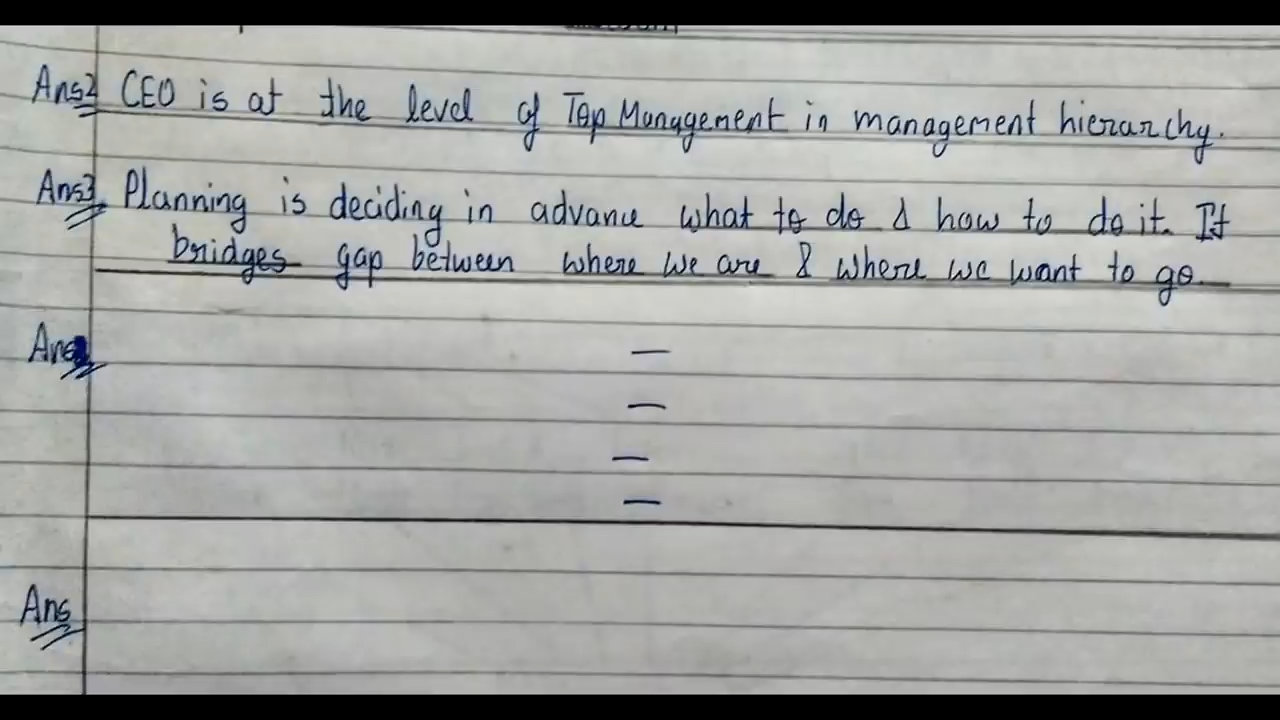 Ans2 CEO is at the level of Top Management in management hierarchy.
Ans3 Planning is deciding in advance what to do & how to do it. It
bridges gap between where we are & where we want to go.
Ans
Ans